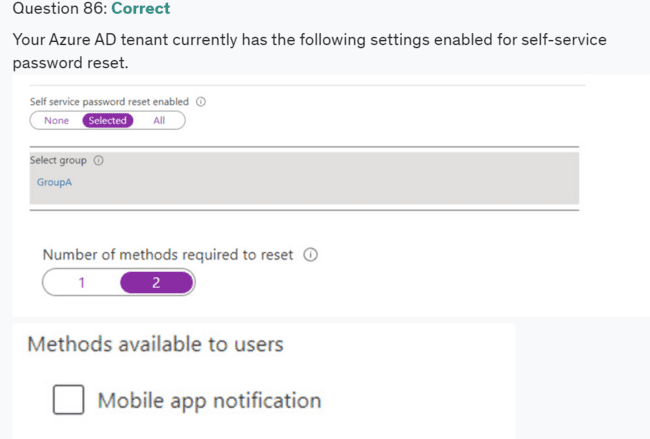 Question 86: Correct
Your Azure AD tenant currently has the following settings enabled for self-service
password reset.
Self service password reset enabled
None Selected All
Select group
GroupA
Number of methods required to reset
1 2
Methods available to users
Mobile app notification